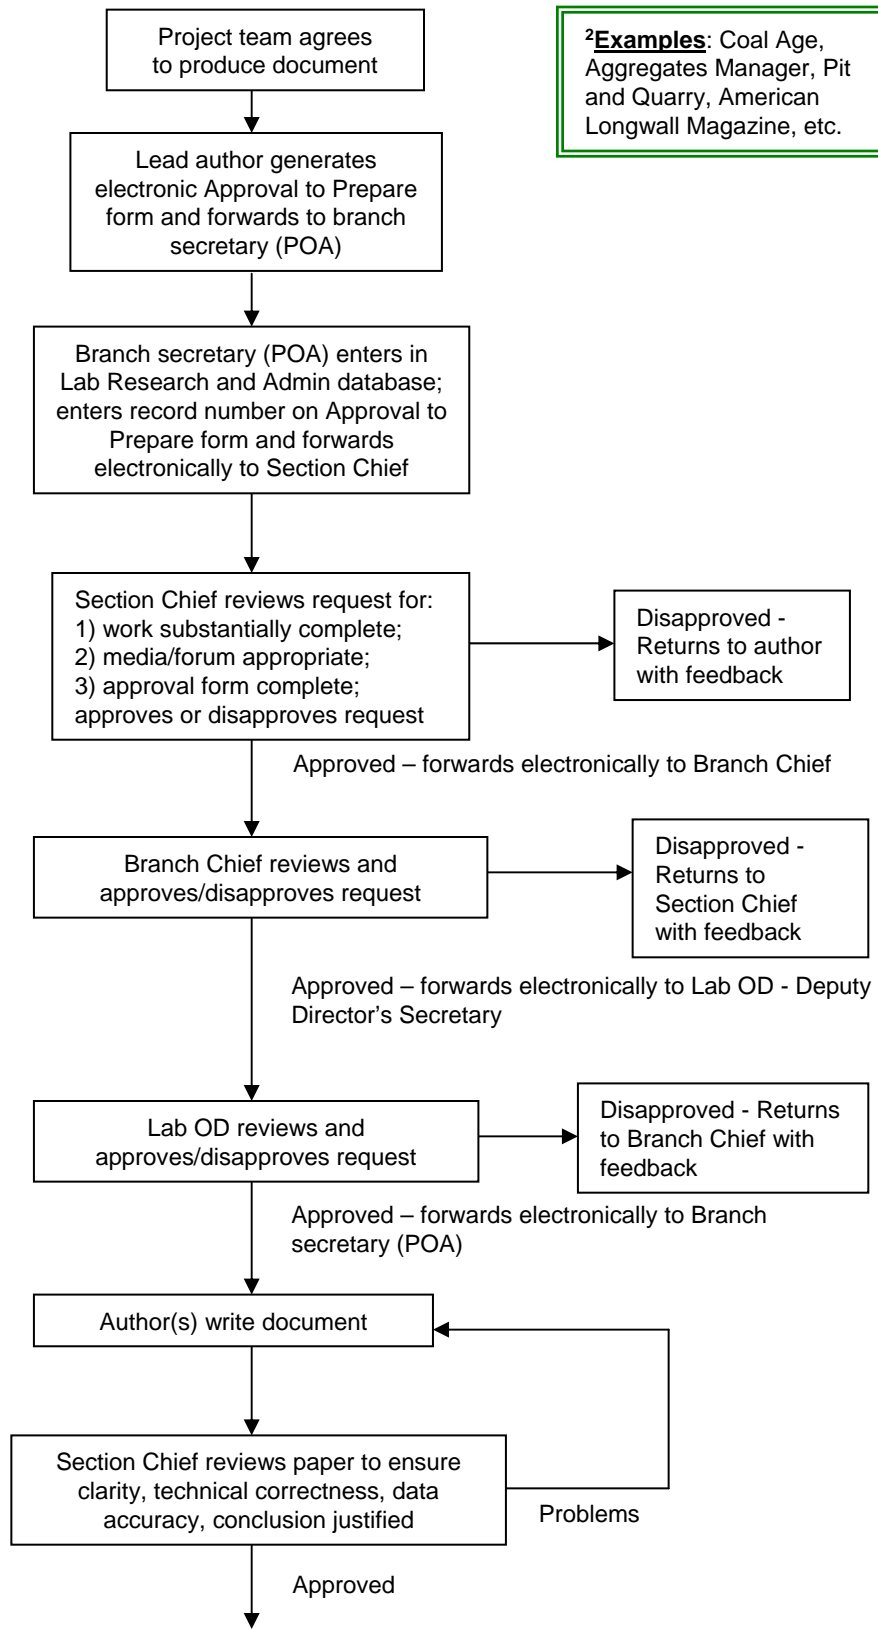 Project team agrees
to produce document
²Examples: Coal Age,
Aggregates Manager, Pit
and Quarry, American
Longwall Magazine, etc.
Lead author generates
electronic Approval to Prepare
form and forwards to branch
secretary (POA)
Branch secretary (POA) enters in
Lab Research and Admin database;
enters record number on Approval to
Prepare form and forwards
electronically to Section Chief
Section Chief reviews request for:
1) work substantially complete;
2) media/forum appropriate;
3) approval form complete;
approves or disapproves request
Disapproved -
Returns to author
with feedback
Approved – forwards electronically to Branch Chief
Branch Chief reviews and
approves/disapproves request
Disapproved -
Returns to
Section Chief
with feedback
Approved – forwards electronically to Lab OD - Deputy
Director’s Secretary
Lab OD reviews and
approves/disapproves request
Disapproved - Returns
to Branch Chief with
feedback
Approved – forwards electronically to Branch
secretary (POA)
Author(s) write document
Section Chief reviews paper to ensure
clarity, technical correctness, data
accuracy, conclusion justified
Problems
Approved